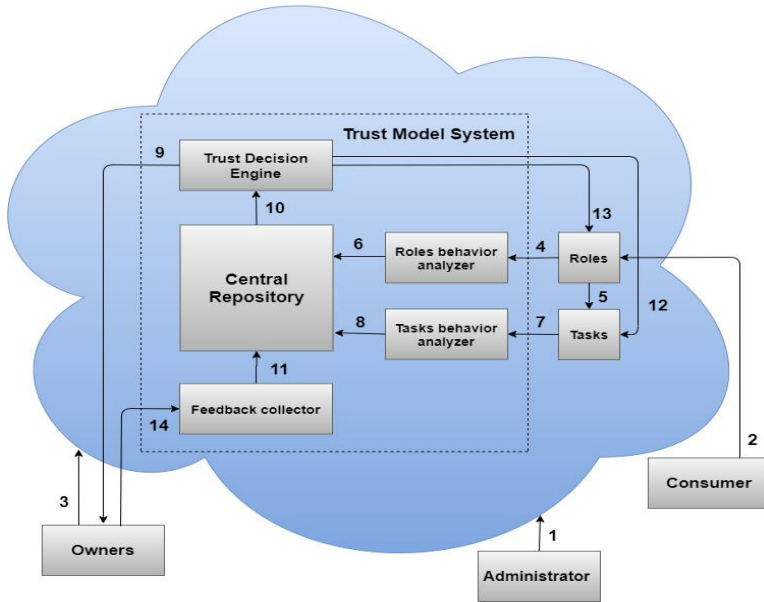 Trust Model System
9
Trust Decision
Engine
10
13
Central
Repository
6
Roles behavior
analyzer
4
Roles
5
12
8
Tasks behavior
analyzer
7
Tasks
11
Feedback collector
14
2
Consumer
3
Owners
1
Administrator